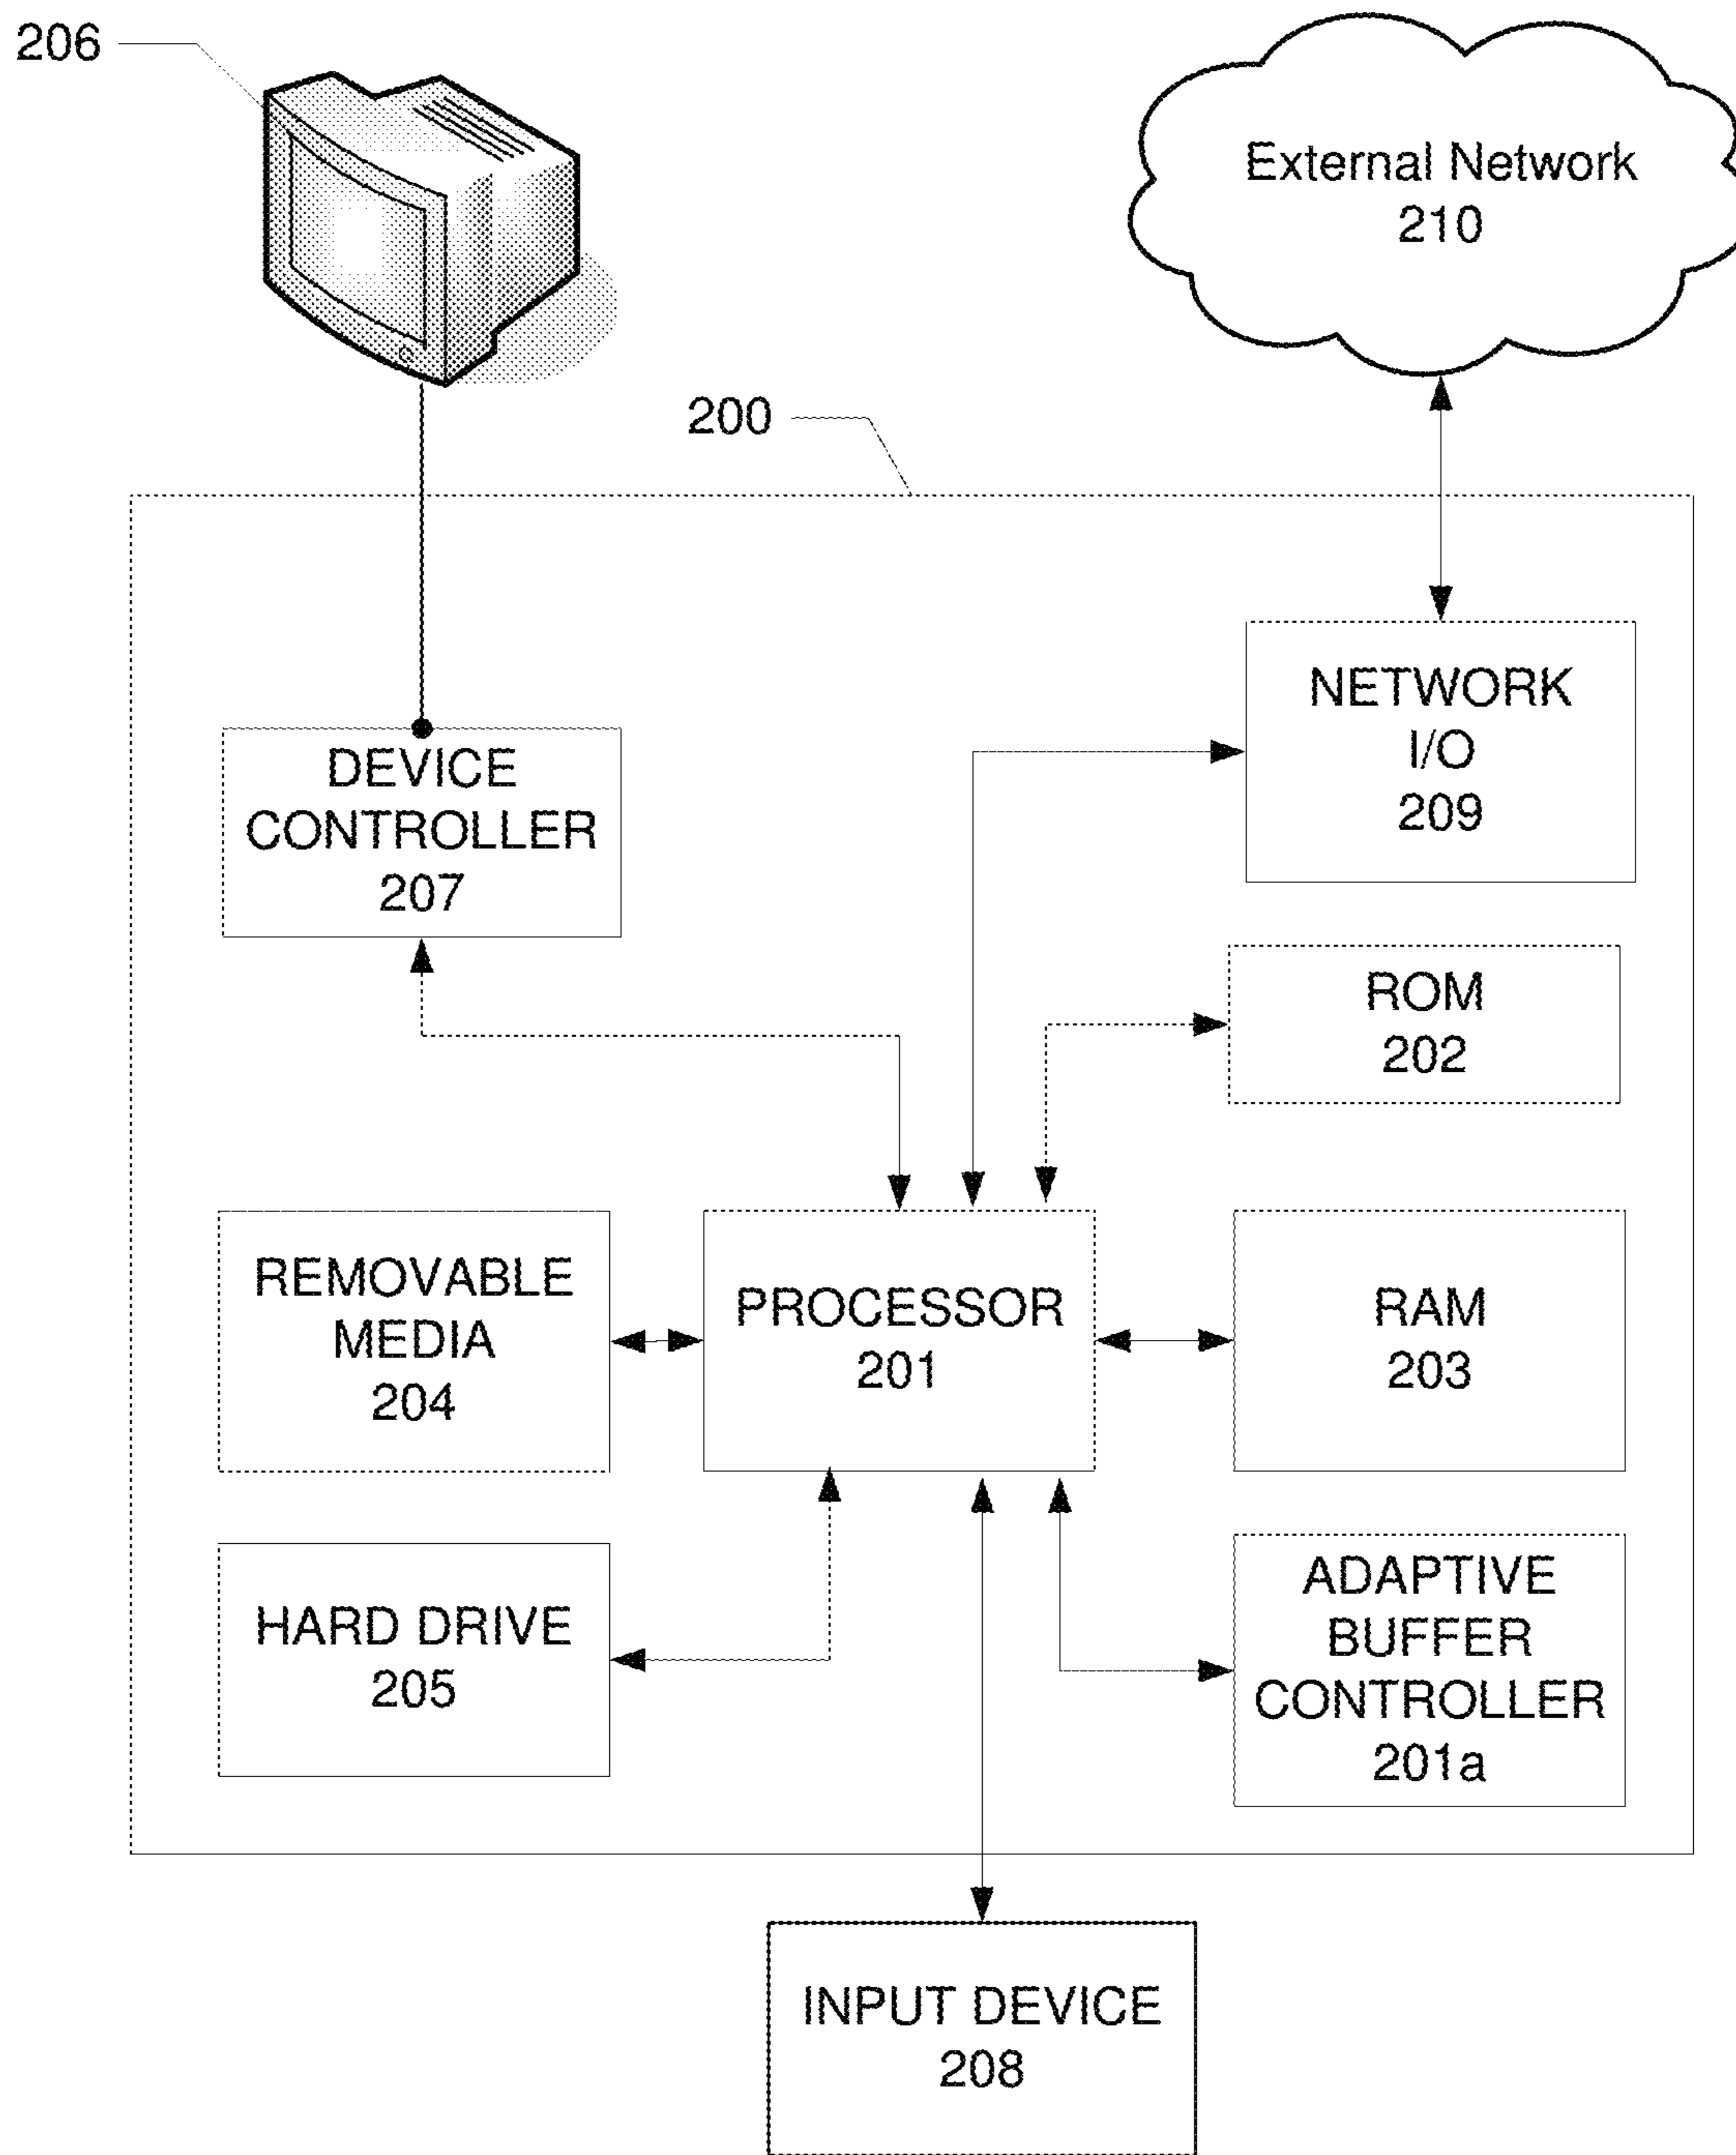 206
External Network
210
200
NETWORK
I/O
209
DEVICE
CONTROLLER
207
ROM
202
REMOVABLE
MEDIA
204
PROCESSOR
201
RAM
203
HARD DRIVE
205
ADAPTIVE
BUFFER
CONTROLLER
201a
INPUT DEVICE
208